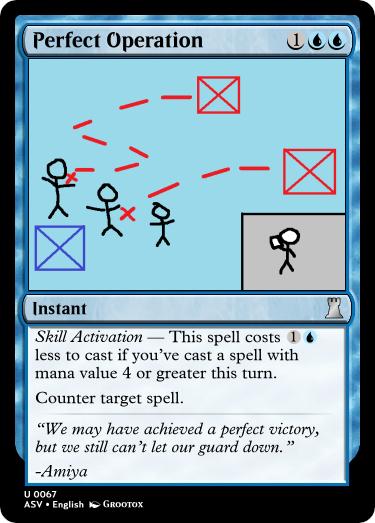 Perfect Operation 1
Instant
Skill Activation — This spell costs 1
less to cast if you've cast a spell with
mana value 4 or greater this turn.
Counter target spell.
“We may have achieved a perfect victory,
but we still can't let our guard down.”
-Amiya
U 0067
ASV • English Grootox